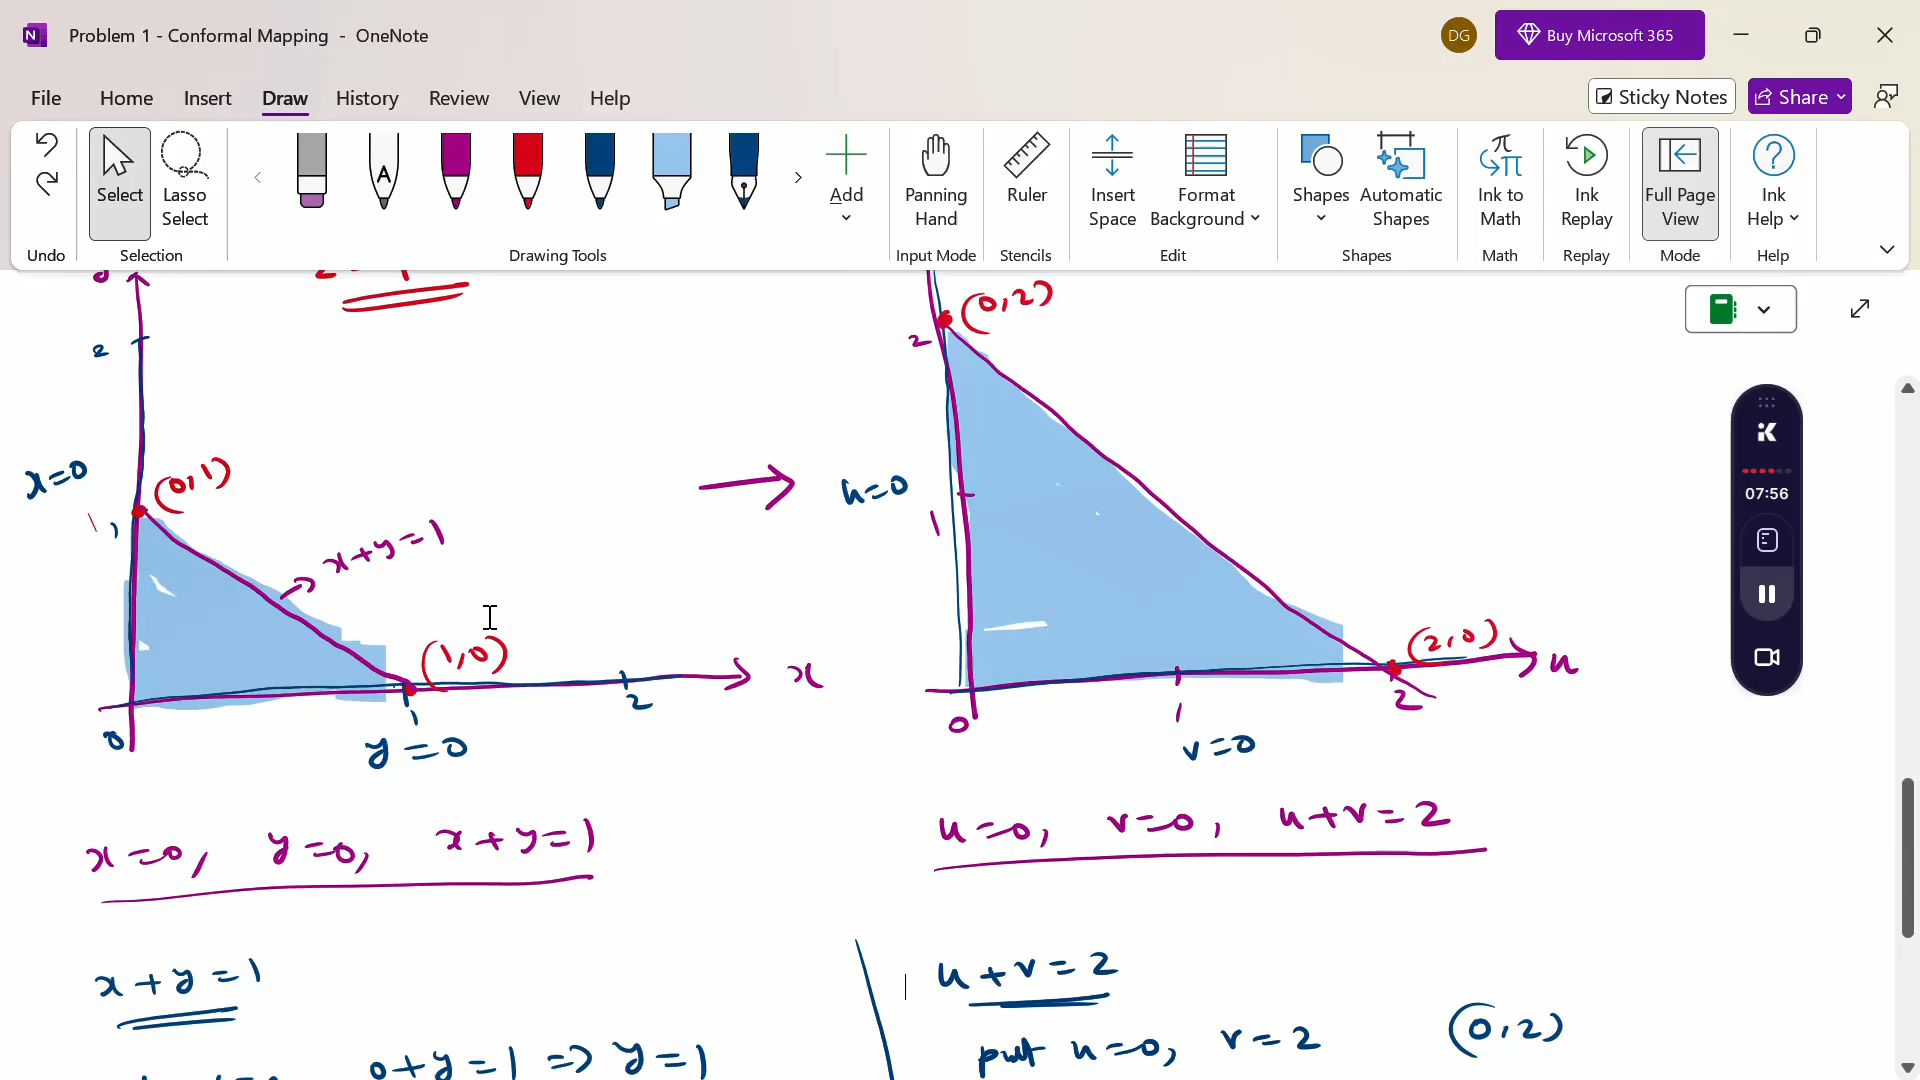 Problem 1 - Conformal Mapping - OneNote
DG
Buy Microsoft 365
File Home Insert Draw History Review View Help
Sticky Notes
Share
Select
Lasso Select
Add
Panning Hand
Ruler
Insert Space
Format Background
Shapes
Automatic Shapes
Ink to Math
Ink Replay
Full Page View
Ink Help
Undo
Selection
Drawing Tools
Input Mode
Stencils
Edit
Shapes
Math
Replay
Mode
Help
07:56
2
x=0
(0,1)
1
x+y=1
(1,0)
x
0
1
2
y=0
(0,2)
2
u=0
1
(2,0)
u
0
1
2
v=0
x=0, y=0, x+y=1
u=0, v=0, u+v=2
x+y=1
u+v=2
0+y=1 => y=1
put u=0, v=2 (0,2)